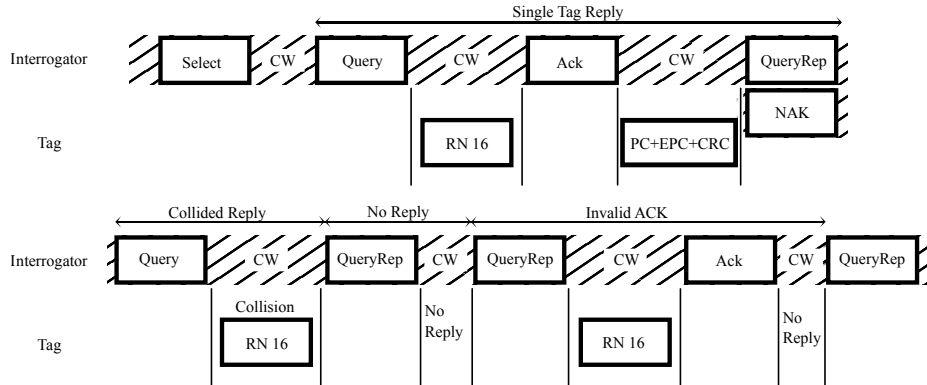 Single Tag Reply
Interrogator
Select
CW
Query
CW
Ack
CW
QueryRep
NAK
Tag
RN 16
PC+EPC+CRC
Collided Reply
No Reply
Invalid ACK
Interrogator
Query
CW
QueryRep
CW
QueryRep
CW
Ack
CW
QueryRep
Collision
No
Reply
No
Reply
Tag
RN 16
RN 16